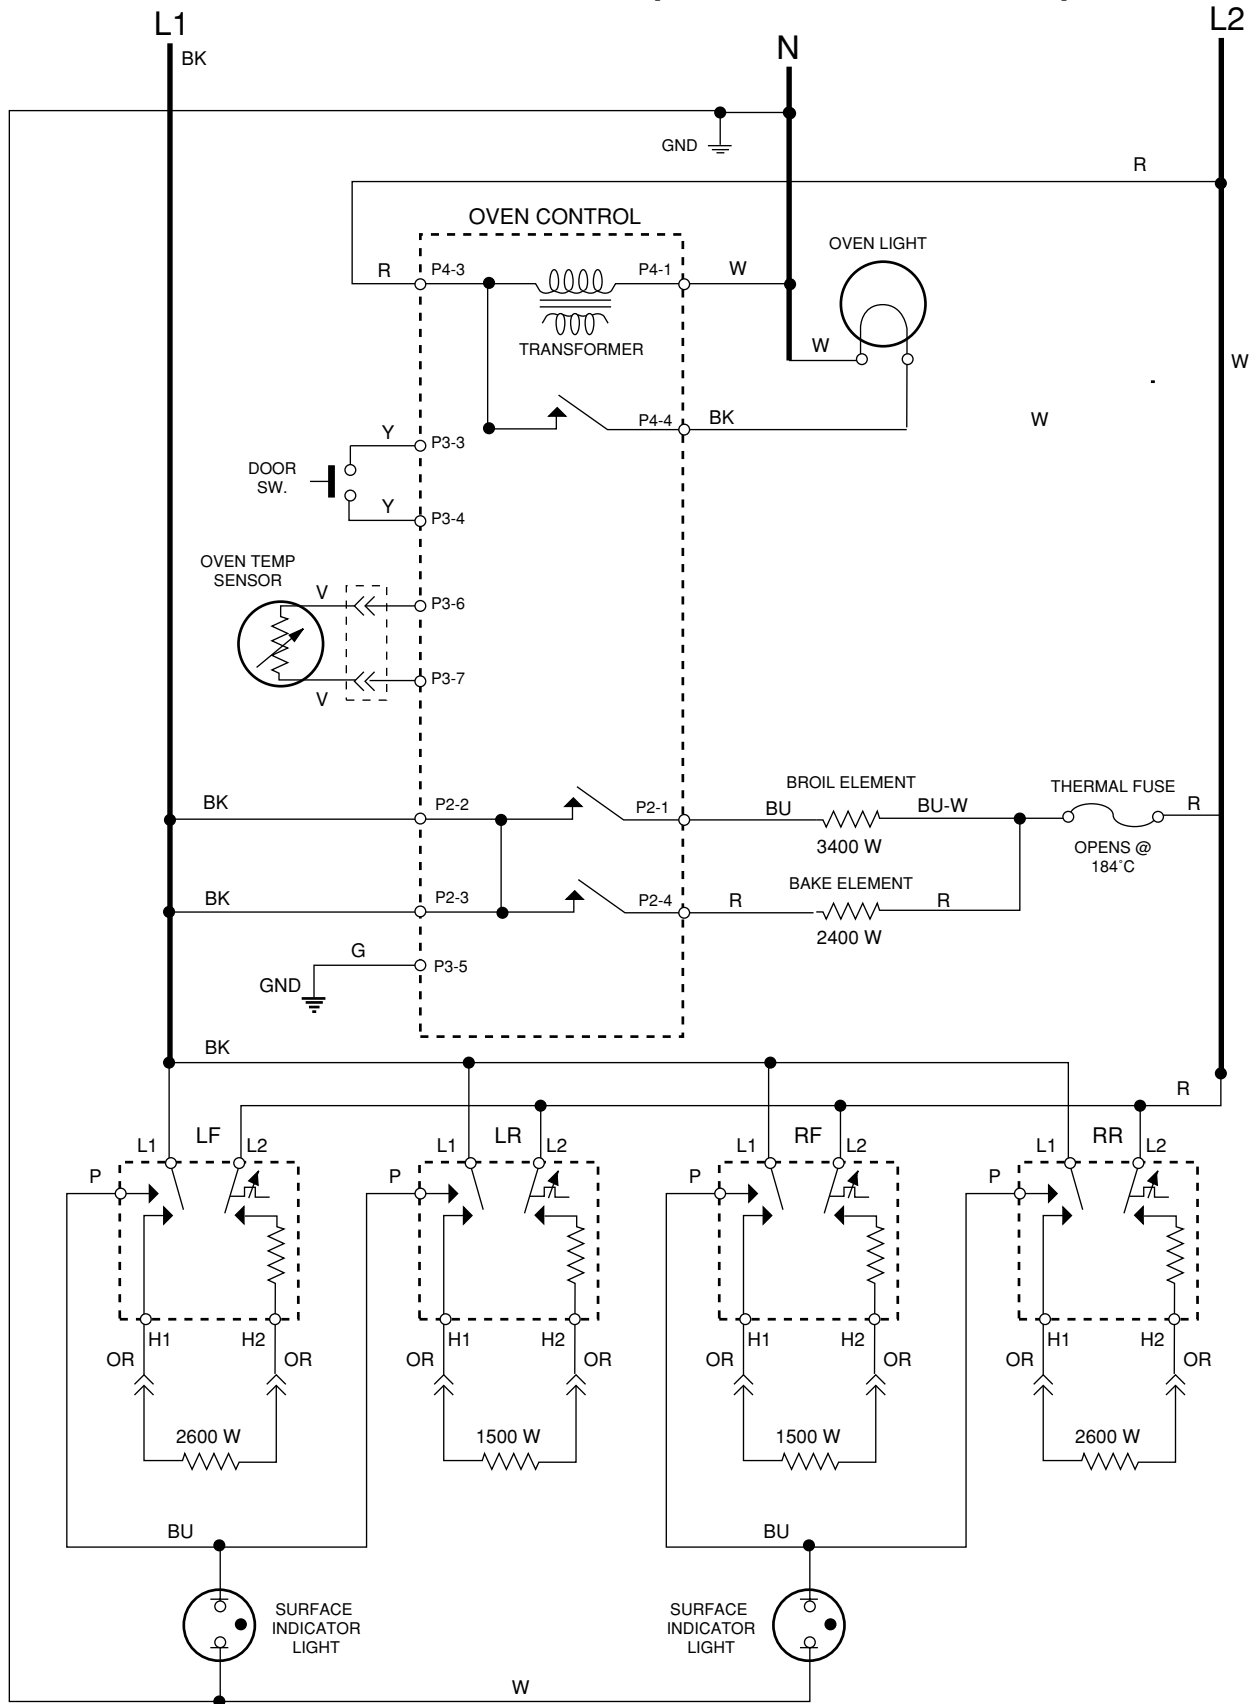 L1
L2
BK
N
GND
R
OVEN CONTROL
OVEN LIGHT
R
P4-3
P4-1
W
TRANSFORMER
W
W
P4-4
BK
W
Y
P3-3
DOOR
SW.
Y
P3-4
OVEN TEMP
SENSOR
V
P3-6
V
P3-7
BROIL ELEMENT
THERMAL FUSE
BK
P2-2
P2-1
BU
BU-W
R
3400 W
OPENS @
184˚C
BAKE ELEMENT
BK
P2-3
P2-4
R
R
2400 W
G
P3-5
GND
BK
R
L1
LF
L2
L1
LR
L2
L1
RF
L2
L1
RR
L2
P
P
P
P
H1
H2
H1
H2
H1
H2
H1
H2
OR
OR
OR
OR
OR
OR
OR
OR
2600 W
1500 W
1500 W
2600 W
BU
BU
SURFACE
INDICATOR
LIGHT
SURFACE
INDICATOR
LIGHT
W